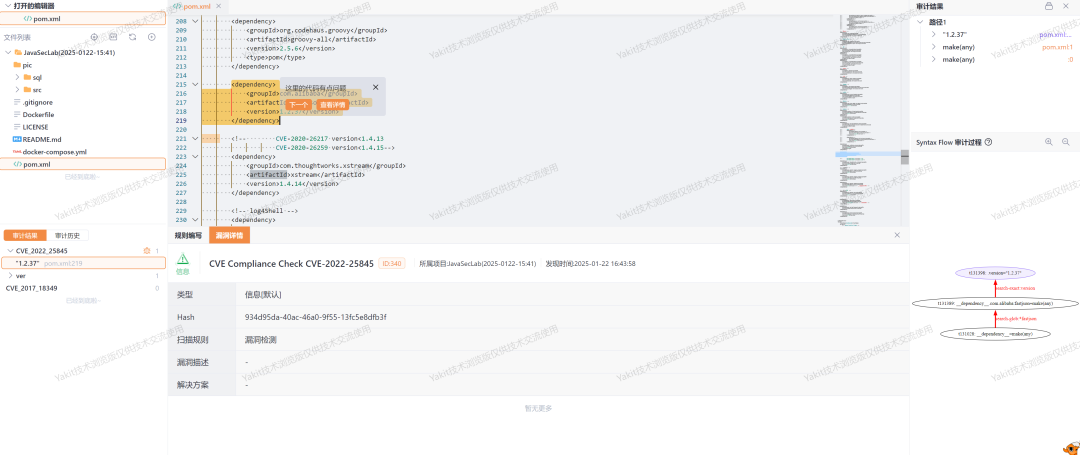 打开的编辑器
pom.xml
文件列表
JavaSecLab(2025-0122-15:41)
pic
sql
src
.gitignore
Dockerfile
LICENSE
README.md
docker-compose.yml
pom.xml
已经到底啦~
审计结果 审计历史
CVE_2022_25845 1
"1.2.37" pom.xml:219
ver 1
CVE_2017_18349 0
已经到底啦~
pom.xml
208 <dependency>
209 <groupId>org.codehaus.groovy</groupId>
210 <artifactId>groovy-all</artifactId>
211 <version>2.5.6</version>
212 <type>pom</type>
213 </dependency>
214
215 <dependency>
216 <groupId>com.alibaba</groupId>
217 <artifactId
218 <version>
219 </dependency>
这里的代码有点问题
下一个 查看详情
220
221 <!-- CVE-2020-26217 version<1.4.13
222 CVE-2020-26259 version<1.4.15-->
223 <dependency>
224 <groupId>com.thoughtworks.xstream</groupId>
225 <artifactId>xstream</artifactId>
226 <version>1.4.14</version>
227 </dependency>
228
229 <!-- log4Shell -->
230 <dependency>
规则编写 漏洞详情
信息
CVE Compliance Check CVE-2022-25845 ID:340 所属项目:JavaSecLab(2025-0122-15:41) 发现时间:2025-01-22 16:43:58
类型 信息[默认]
Hash 934d95da-40ac-46a0-9f55-13fc5e8dfb3f
扫描规则 漏洞检测
漏洞描述 -
解决方案 -
暂无更多
审计结果
路径1
"1.2.37" pom.xml...
make(any) pom.xml:1
make(any) :0
Syntax Flow 审计过程
version="1.2.37"
search-exact:version
__dependency__.com.alibaba:fastjson=make(any)
search-glob:*fastjson
__dependency__=make(any)
Yakit技术浏览版仅供技术交流使用